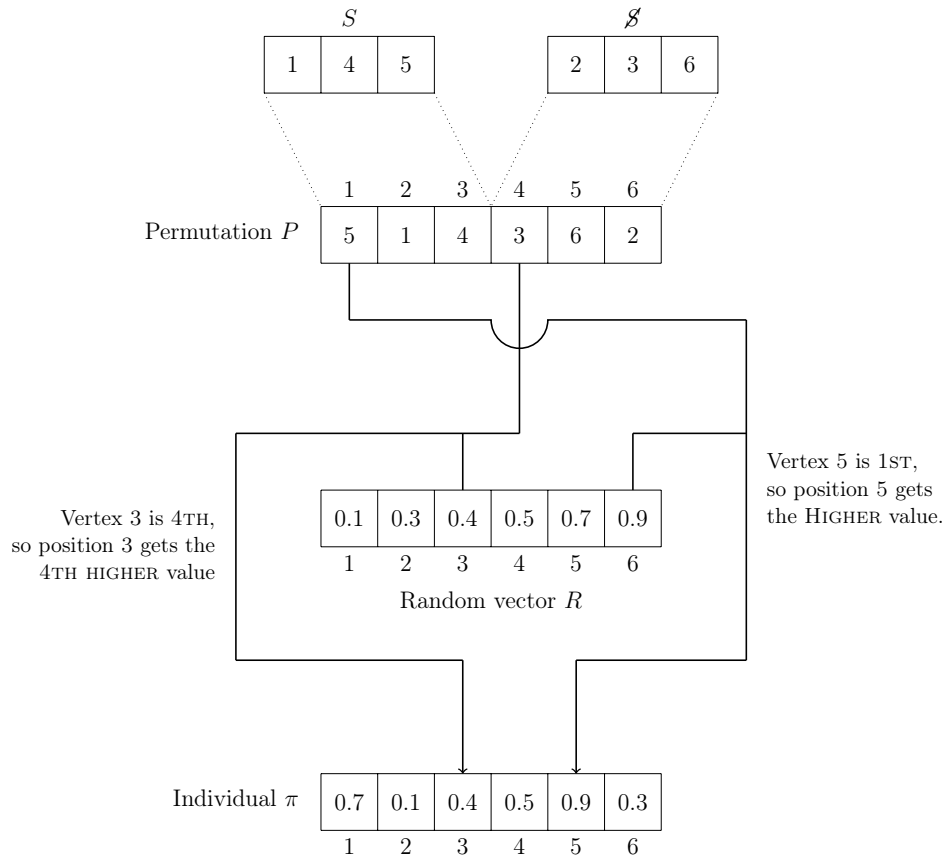 S S̸
1 4 5 2 3 6
1 2 3 4 5 6
Permutation P 5 1 4 3 6 2
Vertex 5 is 1ST,
so position 5 gets
the HIGHER value.
Vertex 3 is 4TH,
so position 3 gets the
4TH HIGHER value
0.1 0.3 0.4 0.5 0.7 0.9
1 2 3 4 5 6
Random vector R
Individual π 0.7 0.1 0.4 0.5 0.9 0.3
1 2 3 4 5 6